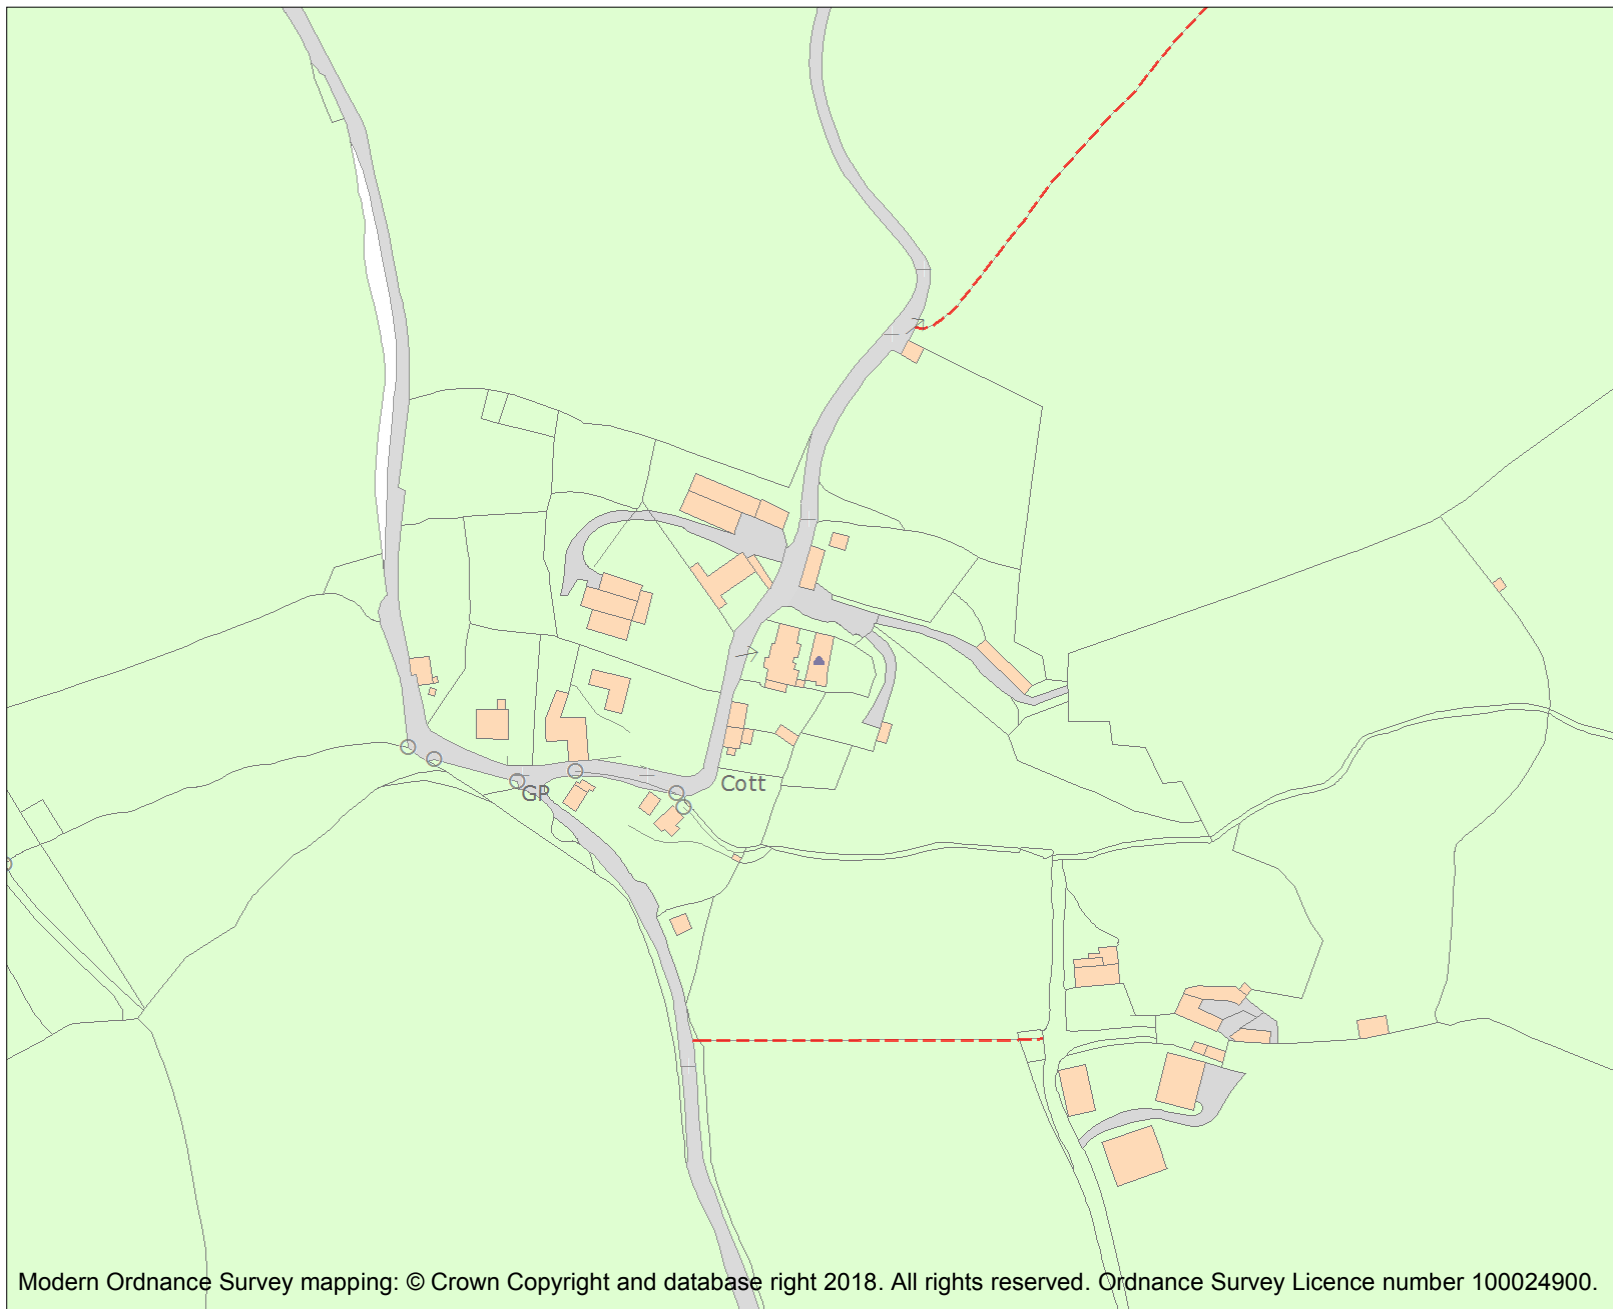 Cott
GP
Modern Ordnance Survey mapping: © Crown Copyright and database right 2018. All rights reserved. Ordnance Survey Licence number 100024900.